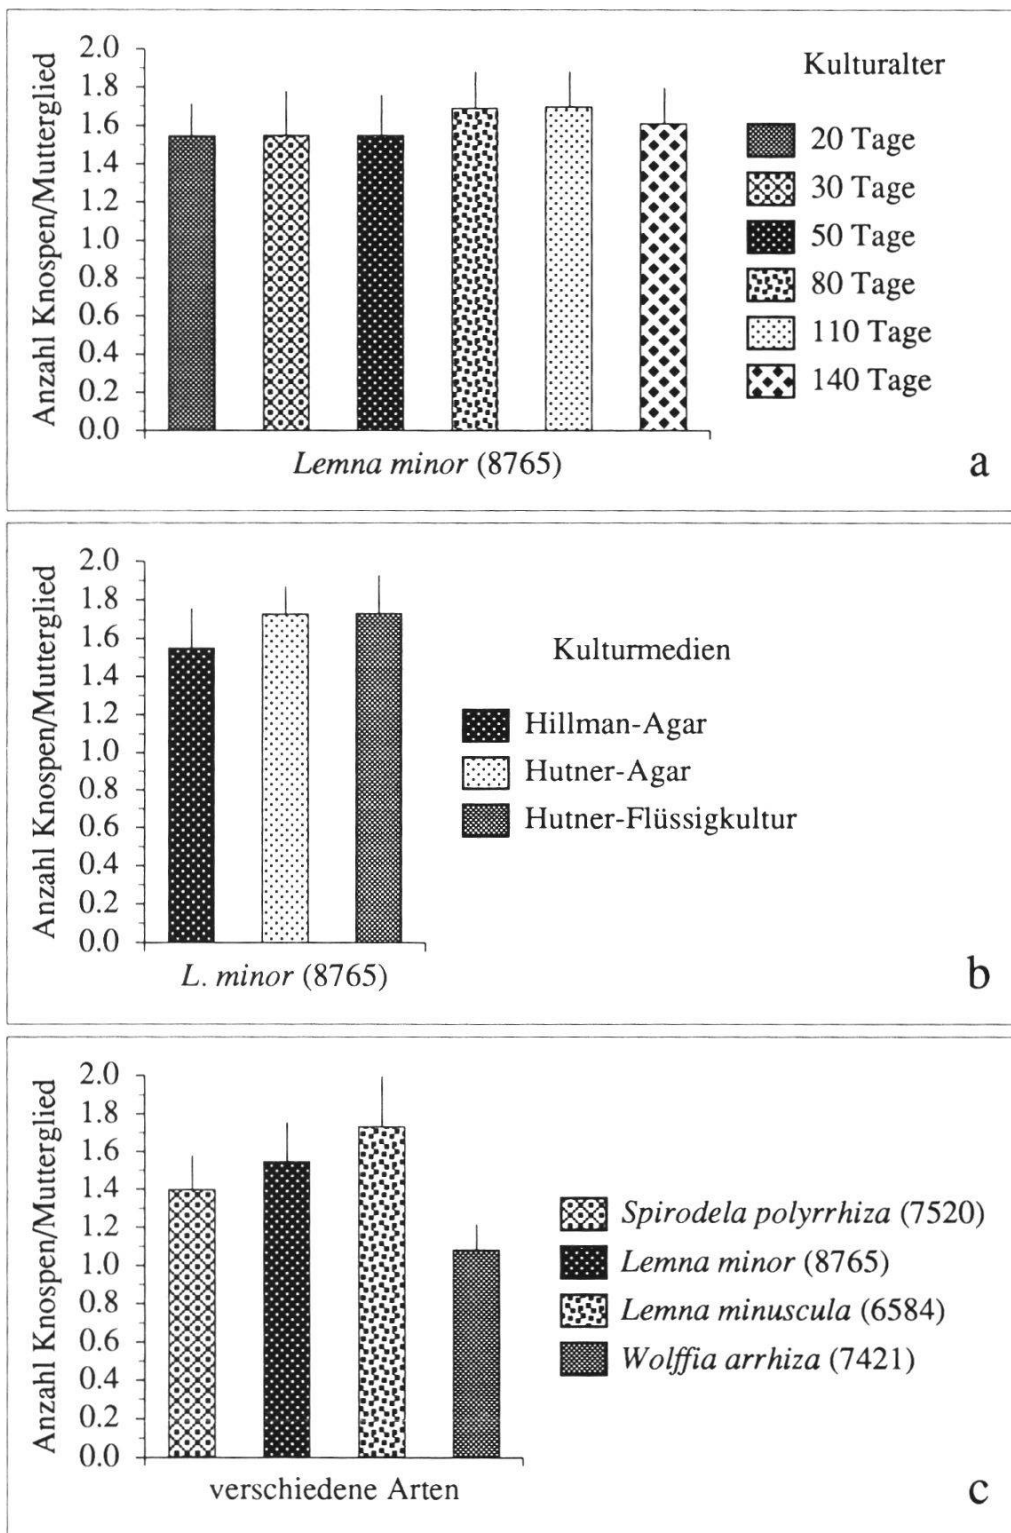 Anzahl Knospen/Mutterglied
2.0
1.8
1.6
1.4
1.2
1.0
0.8
0.6
0.4
0.2
0.0
Lemna minor (8765)
Kulturalter
20 Tage
30 Tage
50 Tage
80 Tage
110 Tage
140 Tage
a
Anzahl Knospen/Mutterglied
2.0
1.8
1.6
1.4
1.2
1.0
0.8
0.6
0.4
0.2
0.0
L. minor (8765)
Kulturmedien
Hillman-Agar
Hutner-Agar
Hutner-Flüssigkultur
b
Anzahl Knospen/Mutterglied
2.0
1.8
1.6
1.4
1.2
1.0
0.8
0.6
0.4
0.2
0.0
verschiedene Arten
Spirodela polyrrhiza (7520)
Lemna minor (8765)
Lemna minuscula (6584)
Wolffia arrhiza (7421)
c